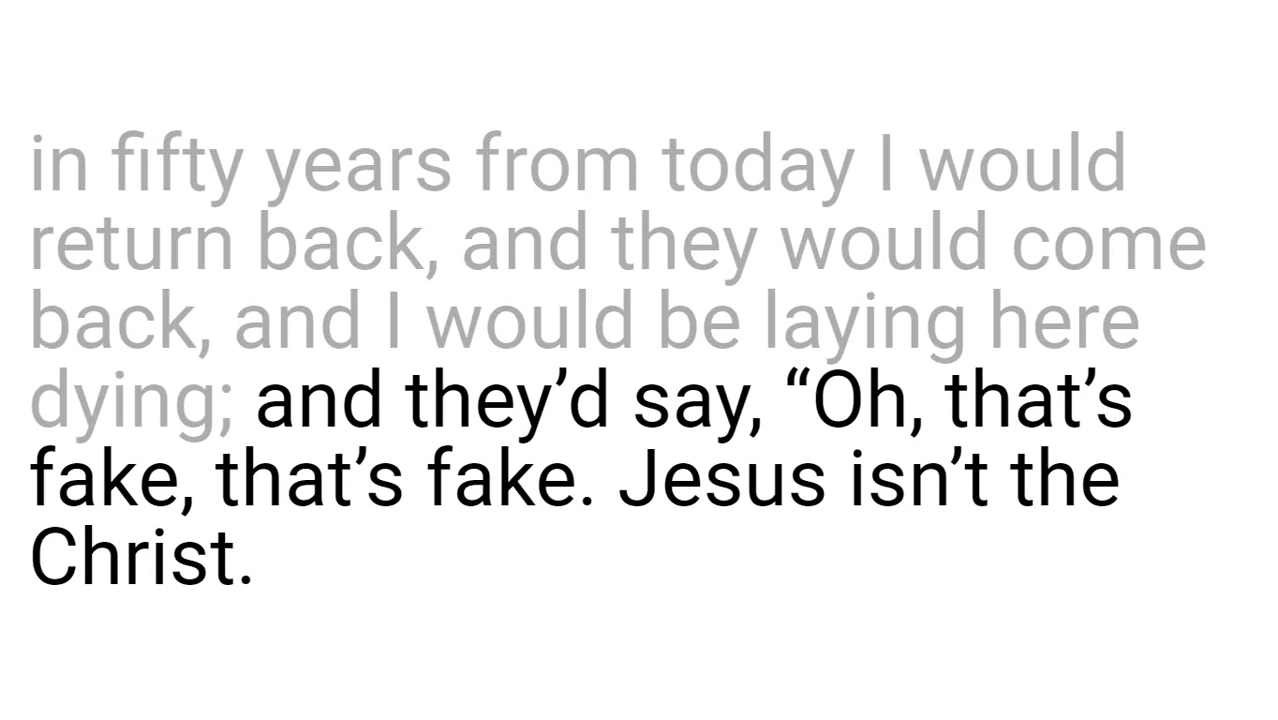 in fifty years from today I would
return back, and they would come
back, and I would be laying here
dying; and they’d say, “Oh, that’s
fake, that’s fake. Jesus isn’t the
Christ.